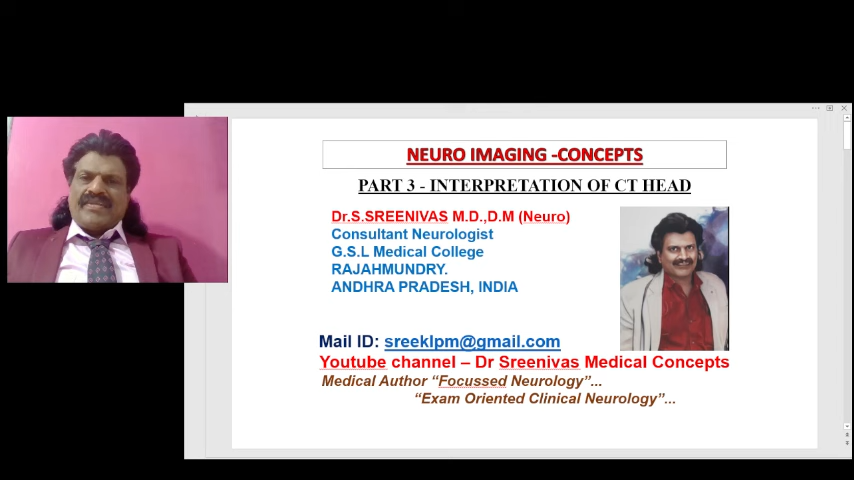 NEURO IMAGING -CONCEPTS
PART 3 - INTERPRETATION OF CT HEAD
Dr.S.SREENIVAS M.D.,D.M (Neuro)
Consultant Neurologist
G.S.L Medical College
RAJAHMUNDRY.
ANDHRA PRADESH, INDIA
Mail ID: sreeklpm@gmail.com
Youtube channel – Dr Sreenivas Medical Concepts
Medical Author “Focussed Neurology”...
“Exam Oriented Clinical Neurology”...